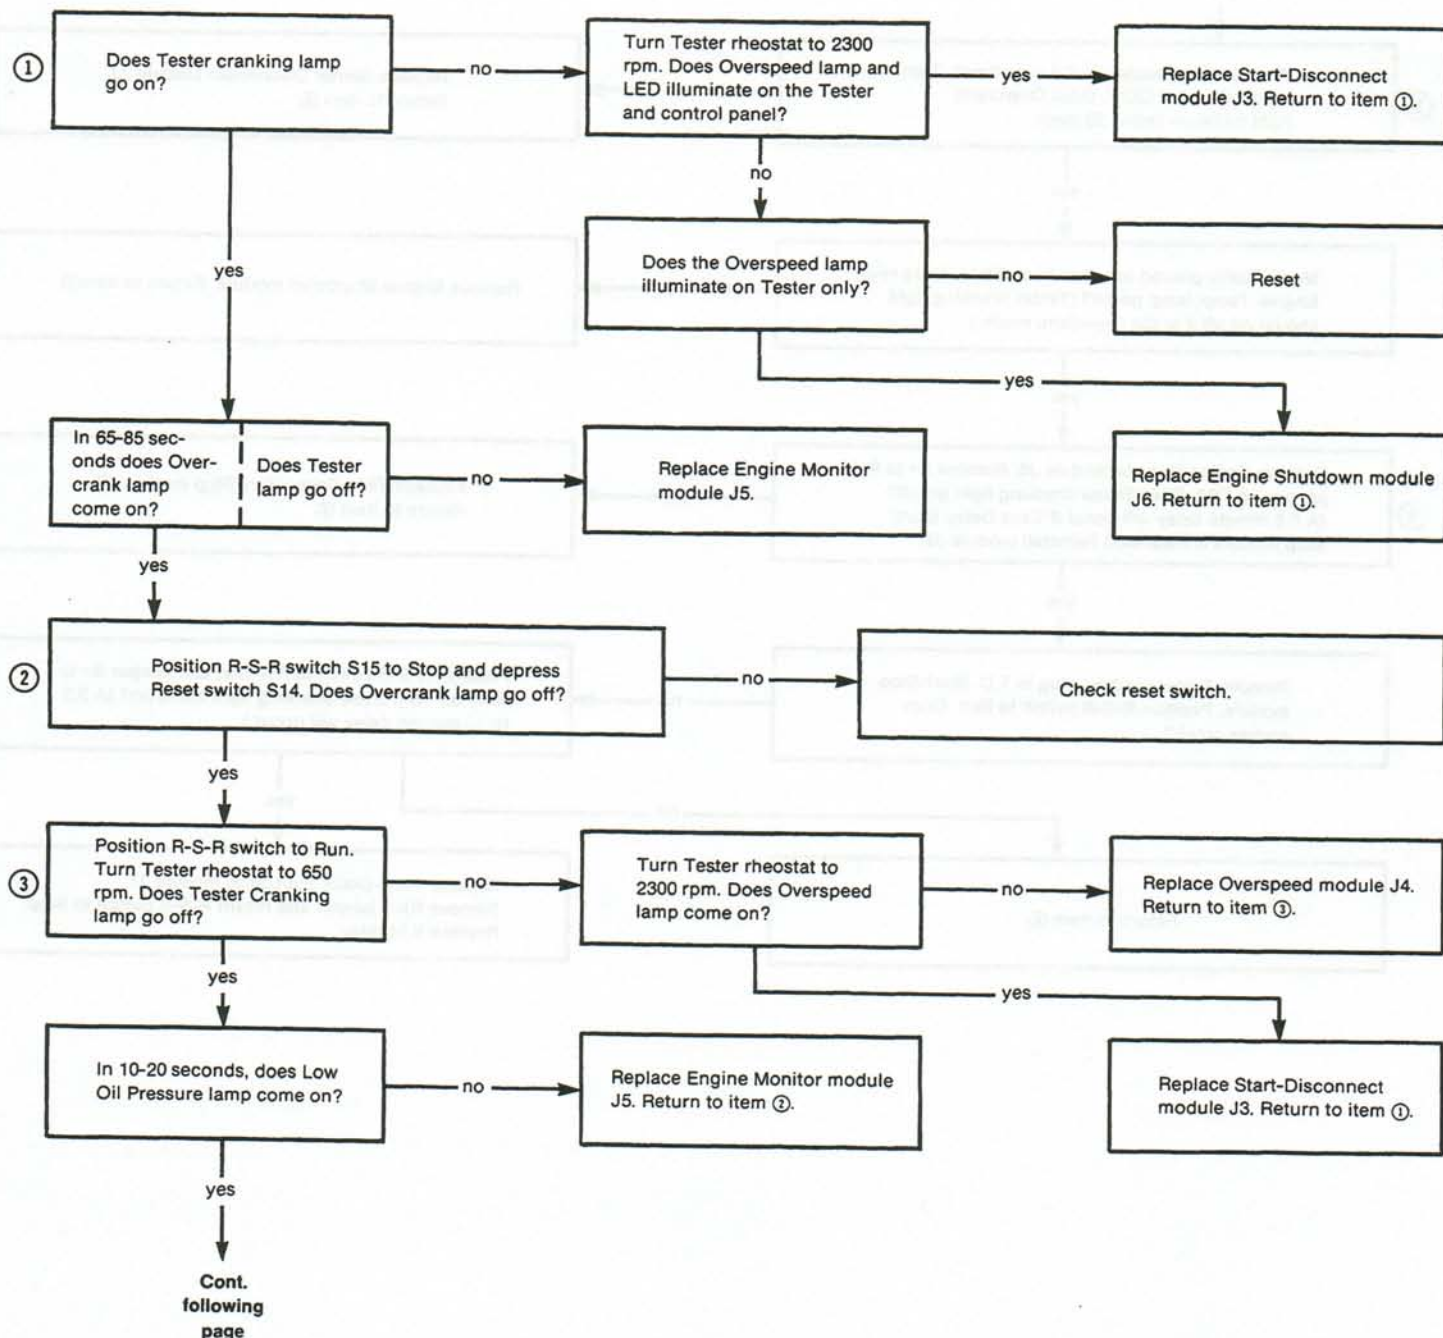 ①
Does Tester cranking lamp
go on?
no
Turn Tester rheostat to 2300
rpm. Does Overspeed lamp and
LED illuminate on the Tester
and control panel?
yes
Replace Start-Disconnect
module J3. Return to item ①.
no
yes
Does the Overspeed lamp
illuminate on Tester only?
no
Reset
yes
In 65-85 sec-
onds does Over-
crank lamp
come on?
Does Tester
lamp go off?
no
Replace Engine Monitor
module J5.
Replace Engine Shutdown module
J6. Return to item ①.
yes
②
Position R-S-R switch S15 to Stop and depress
Reset switch S14. Does Overcrank lamp go off?
no
Check reset switch.
yes
③
Position R-S-R switch to Run.
Turn Tester rheostat to 650
rpm. Does Tester Cranking
lamp go off?
no
Turn Tester rheostat to
2300 rpm. Does Overspeed
lamp come on?
no
Replace Overspeed module J4.
Return to item ③.
yes
yes
In 10-20 seconds, does Low
Oil Pressure lamp come on?
no
Replace Engine Monitor module
J5. Return to item ②.
Replace Start-Disconnect
module J3. Return to item ①.
yes
Cont.
following
page